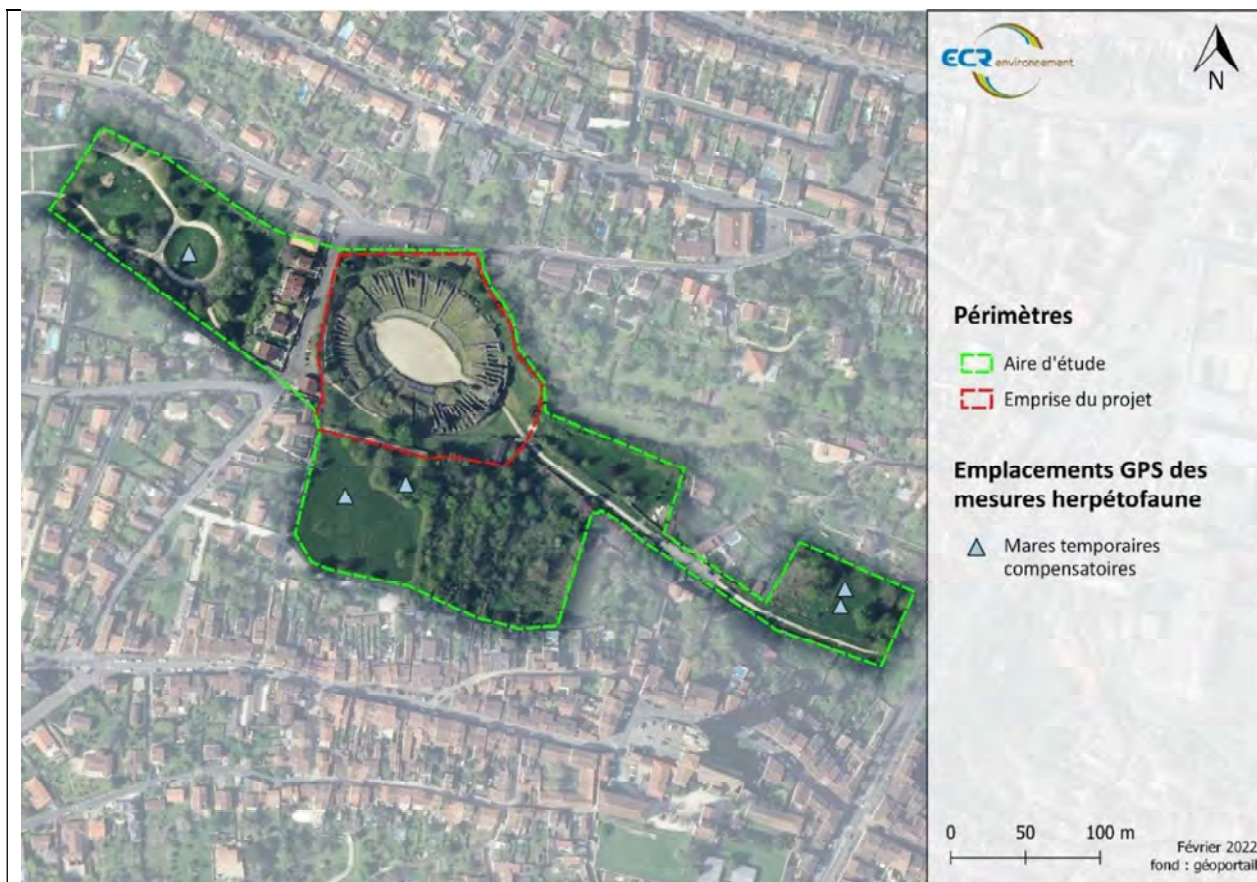 ECR environnement
N
Périmètres
Aire d'étude
Emprise du projet
Emplacements GPS des
mesures herpétofaune
Mares temporaires
compensatoires
0 50 100 m
Février 2022
fond : géoportail